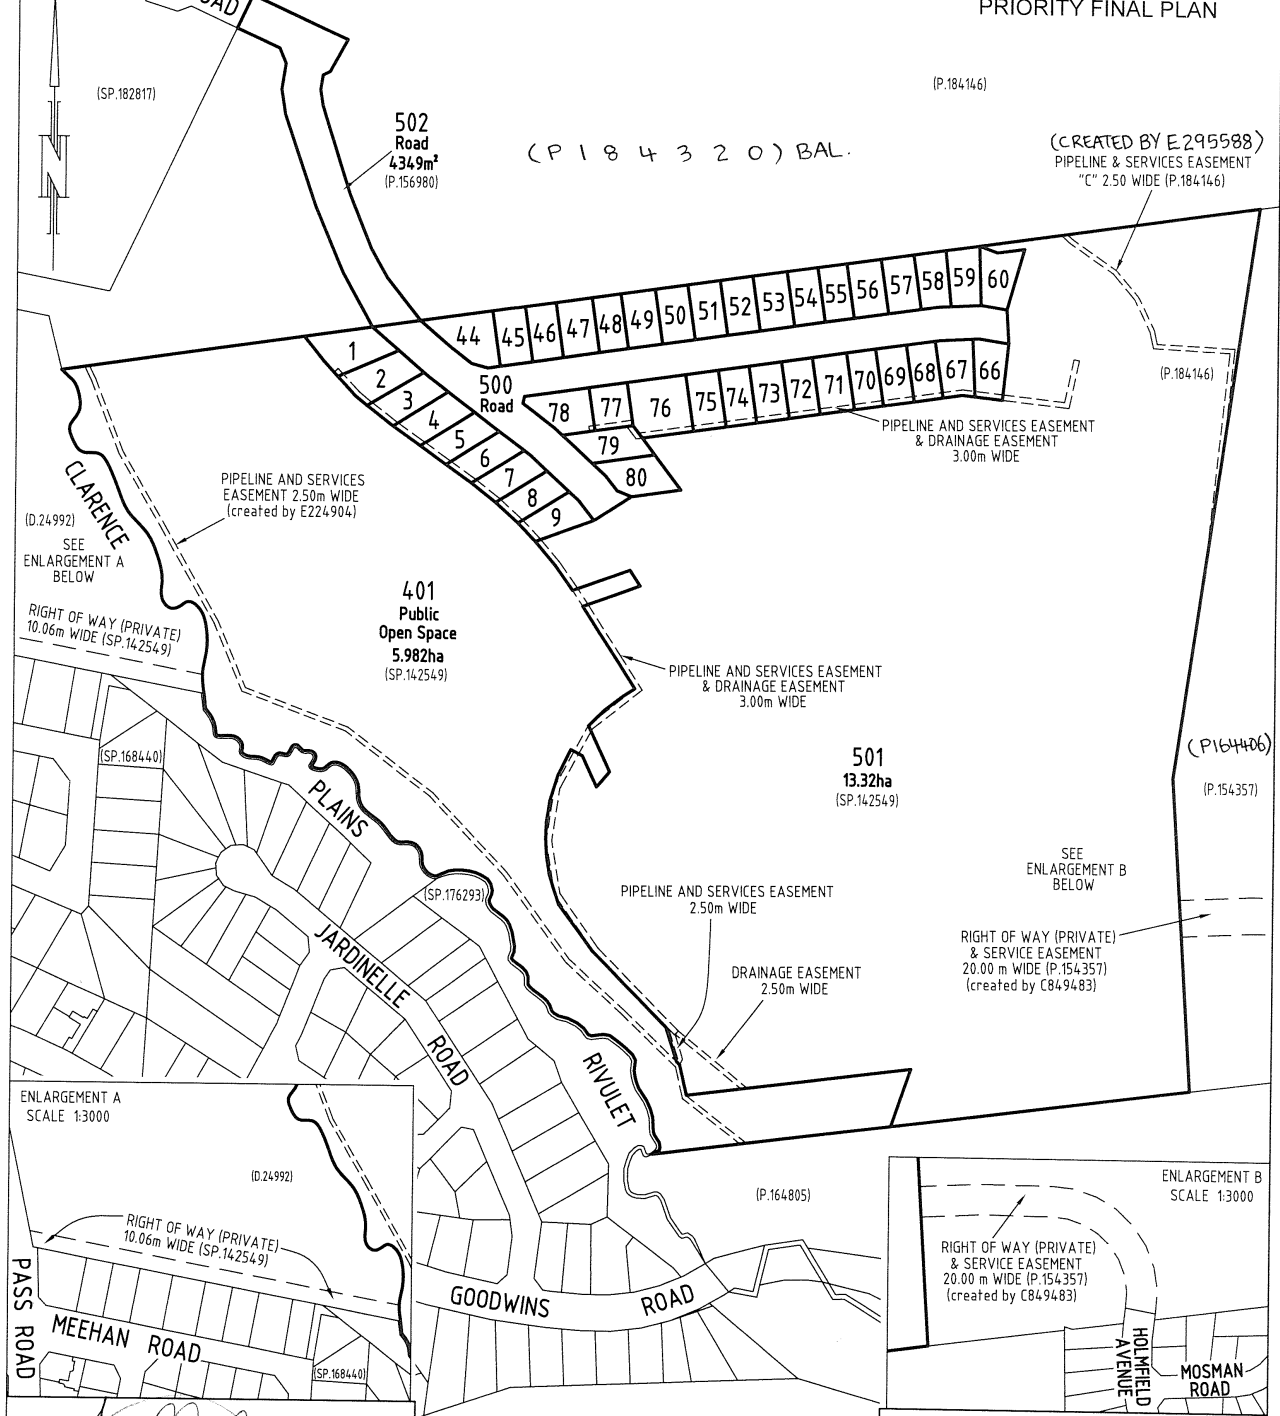 PRIORITY FINAL PLAN
OAD
(SP.182817)
N
502
Road
4349m²
(P.156980)
(P.184146)
(P 1 8 4 3 2 0) BAL.
(CREATED BY E295588)
PIPELINE & SERVICES EASEMENT
"C" 2.50 WIDE (P.184146)
44 45 46 47 48 49 50 51 52 53 54 55 56 57 58 59 60
1
2
3
4
5
6
7
8
9
500
Road
78 77 76 75 74 73 72 71 70 69 68 67 66
79
80
(P.184146)
PIPELINE AND SERVICES EASEMENT
& DRAINAGE EASEMENT
3.00m WIDE
CLARENCE
PIPELINE AND SERVICES
EASEMENT 2.50m WIDE
(created by E224904)
(D.24992)
SEE
ENLARGEMENT A
BELOW
RIGHT OF WAY (PRIVATE)
10.06m WIDE (SP.142549)
401
Public
Open Space
5.982ha
(SP.142549)
PIPELINE AND SERVICES EASEMENT
& DRAINAGE EASEMENT
3.00m WIDE
501
13.32ha
(SP.142549)
(P164406)
(P.154357)
(SP.168440)
PLAINS
SEE
ENLARGEMENT B
BELOW
(SP.176293)
PIPELINE AND SERVICES EASEMENT
2.50m WIDE
RIGHT OF WAY (PRIVATE)
& SERVICE EASEMENT
20.00 m WIDE (P.154357)
(created by C849483)
DRAINAGE EASEMENT
2.50m WIDE
JARDINELLE
ROAD
RIVULET
ENLARGEMENT A
SCALE 1:3000
(D.24992)
RIGHT OF WAY (PRIVATE)
10.06m WIDE (SP.142549)
PASS ROAD
MEEHAN ROAD
(SP.168440)
(P.164805)
GOODWINS ROAD
ENLARGEMENT B
SCALE 1:3000
RIGHT OF WAY (PRIVATE)
& SERVICE EASEMENT
20.00 m WIDE (P.154357)
(created by C849483)
HOLMFIELD
AVENUE
MOSMAN
ROAD